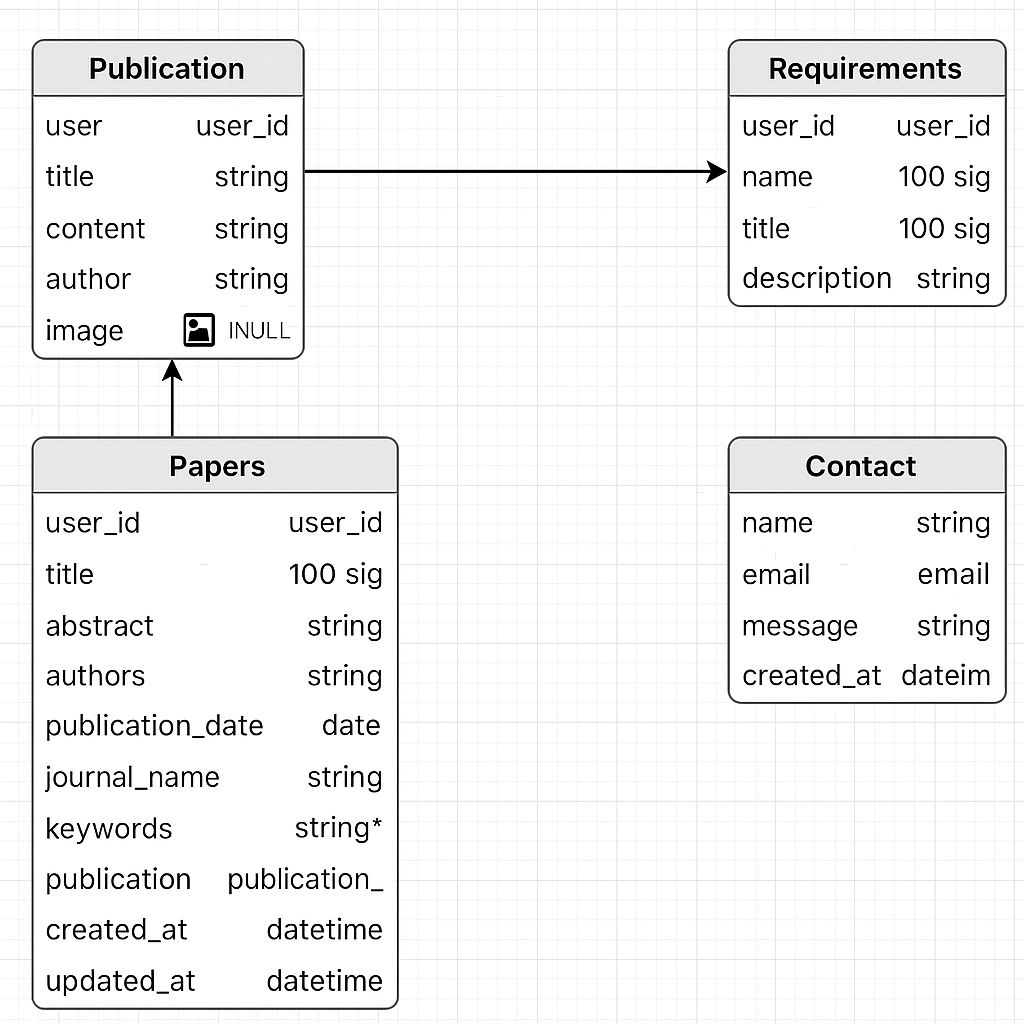 Publication
user user_id
title string
content string
author string
image INULL
Requirements
user_id user_id
name 100 sig
title 100 sig
description string
Papers
user_id user_id
title 100 sig
abstract string
authors string
publication_date date
journal_name string
keywords string*
publication publication_
created_at datetime
updated_at datetime
Contact
name string
email email
message string
created_at dateim